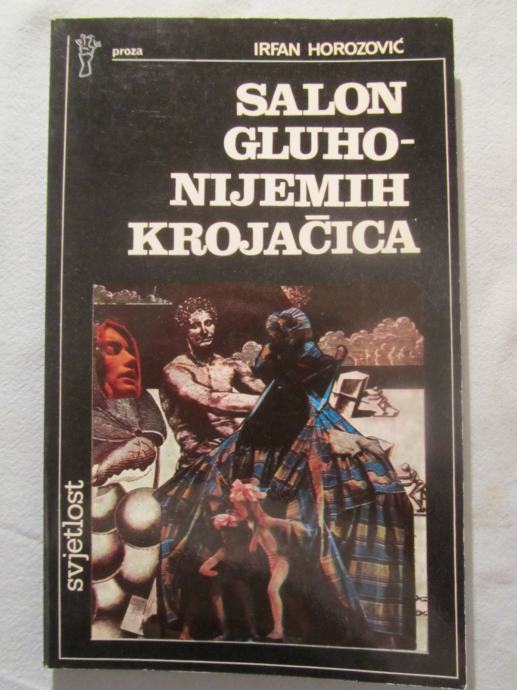 proza
IRFAN HOROZOVIĆ
SALON
GLUHO-
NIJEMIH
KROJAČICA
svjetlost